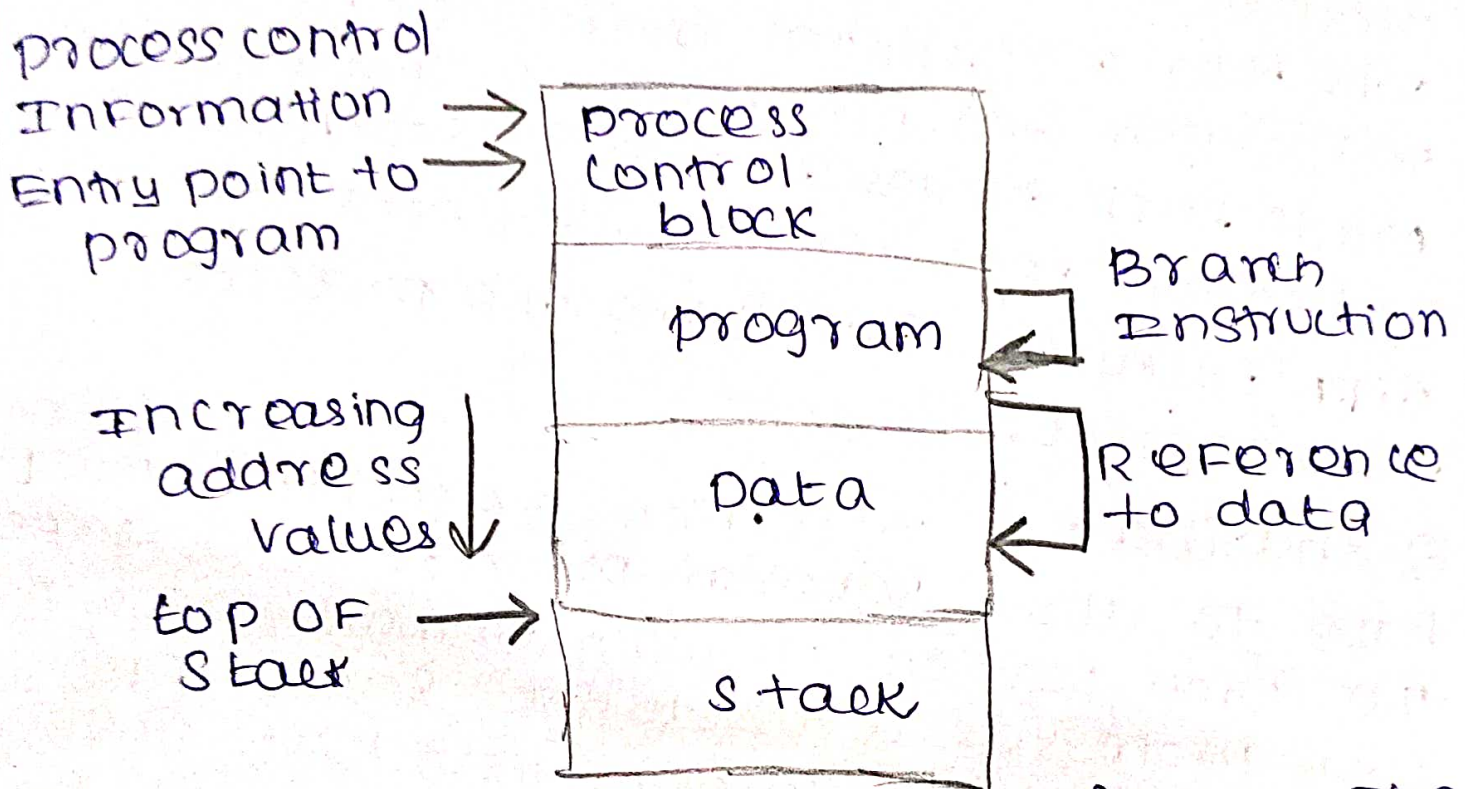 Process control
Information
Entry point to
program
process
control.
block
program
Branch
Instruction
Increasing
address
values
Data
Reference
to data
top of
Stack
Stack